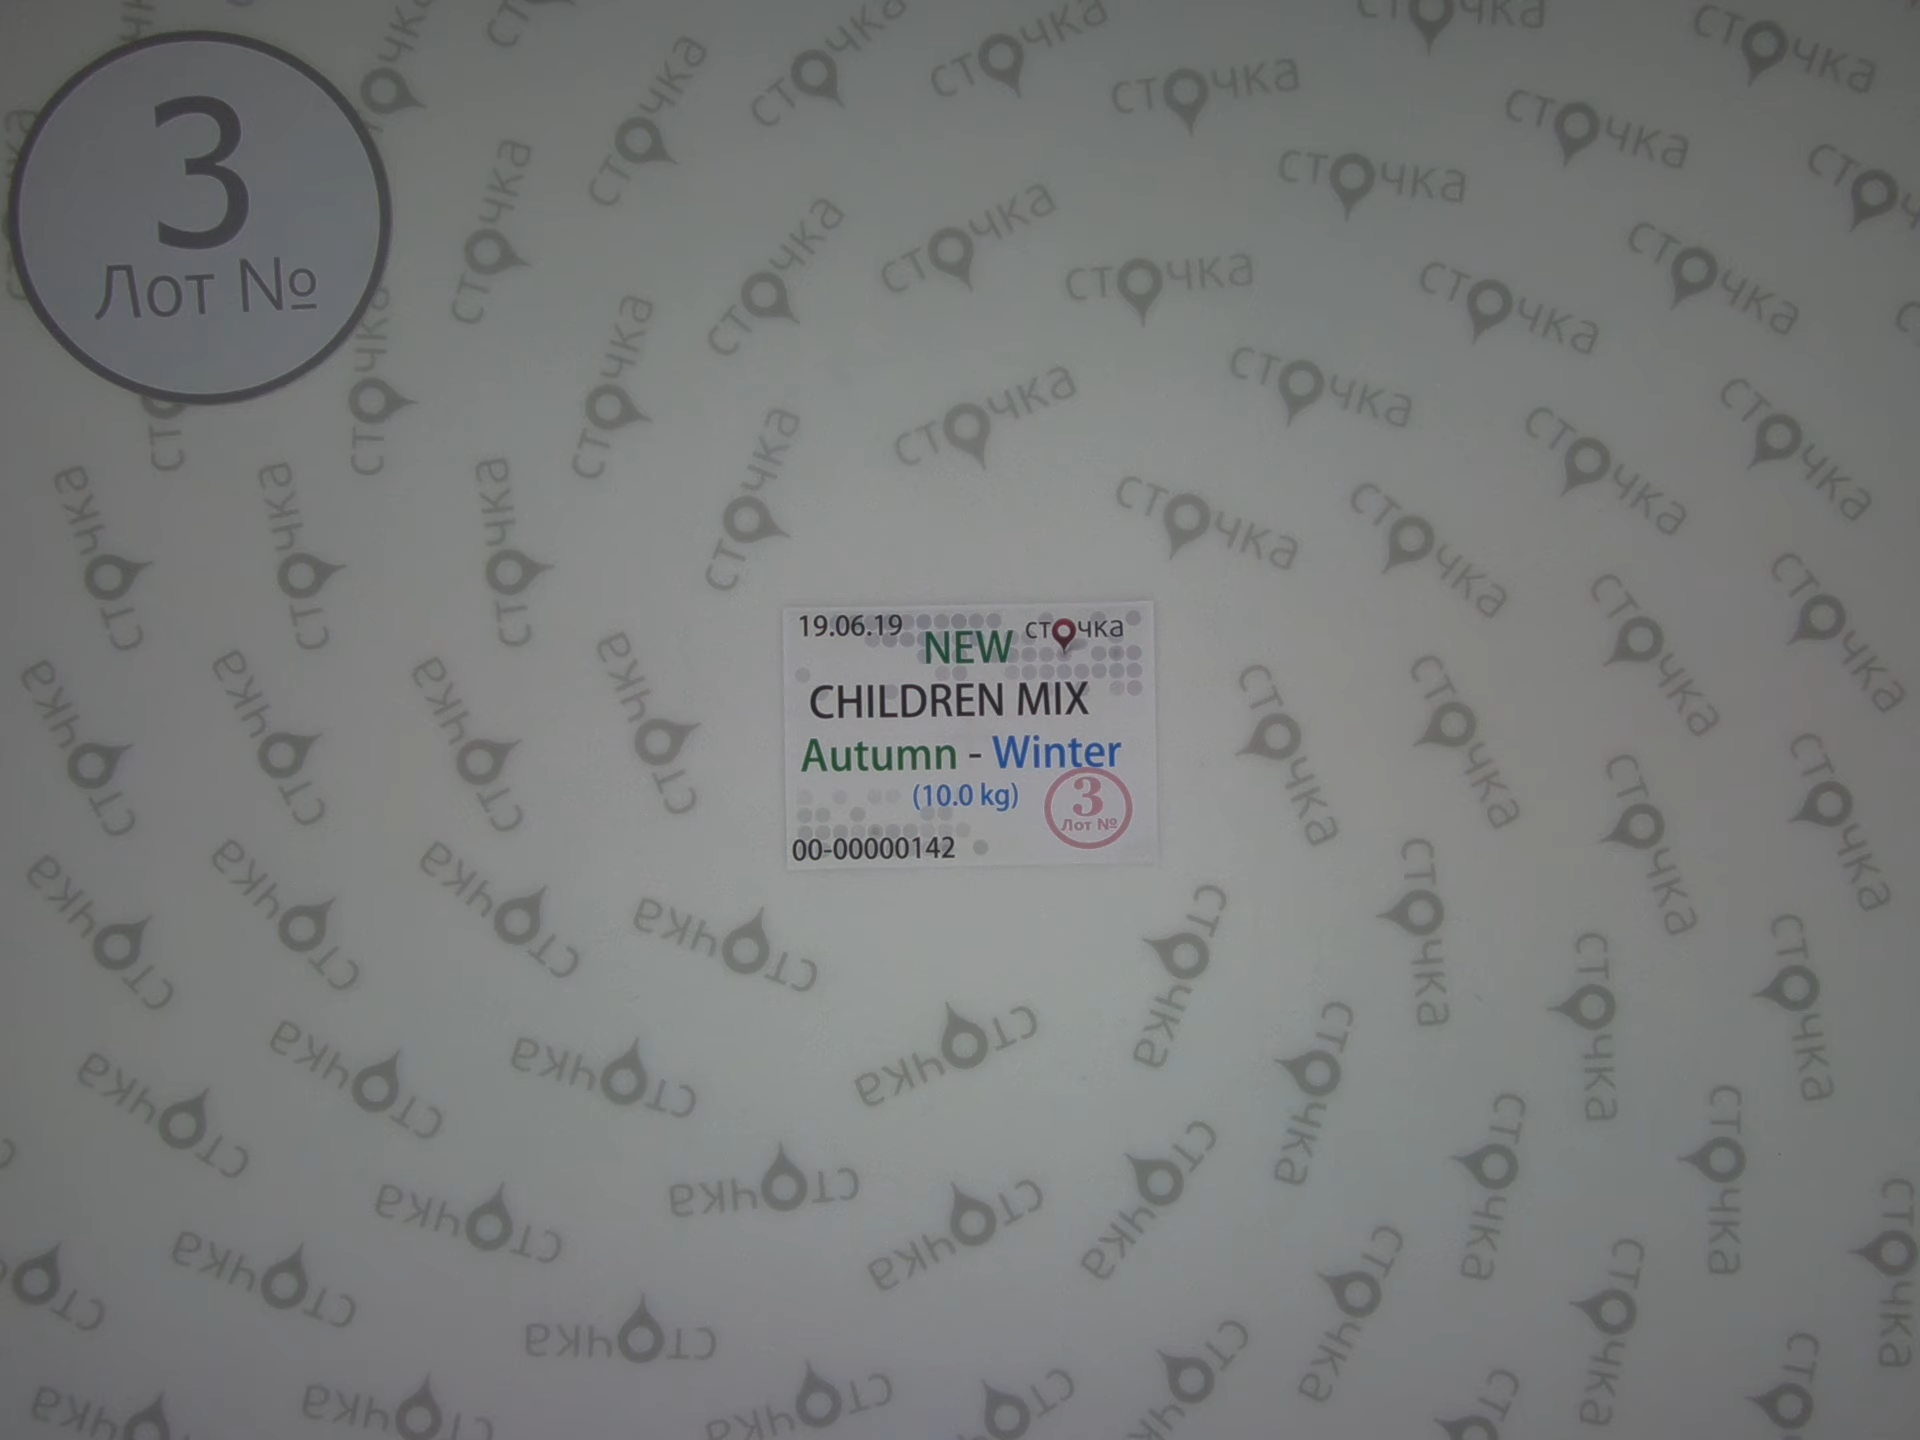 3
Лот №
19.06.19
сточка
NEW
CHILDREN MIX
Autumn - Winter
(10.0 kg)
3
Лот №
00-00000142
сточка